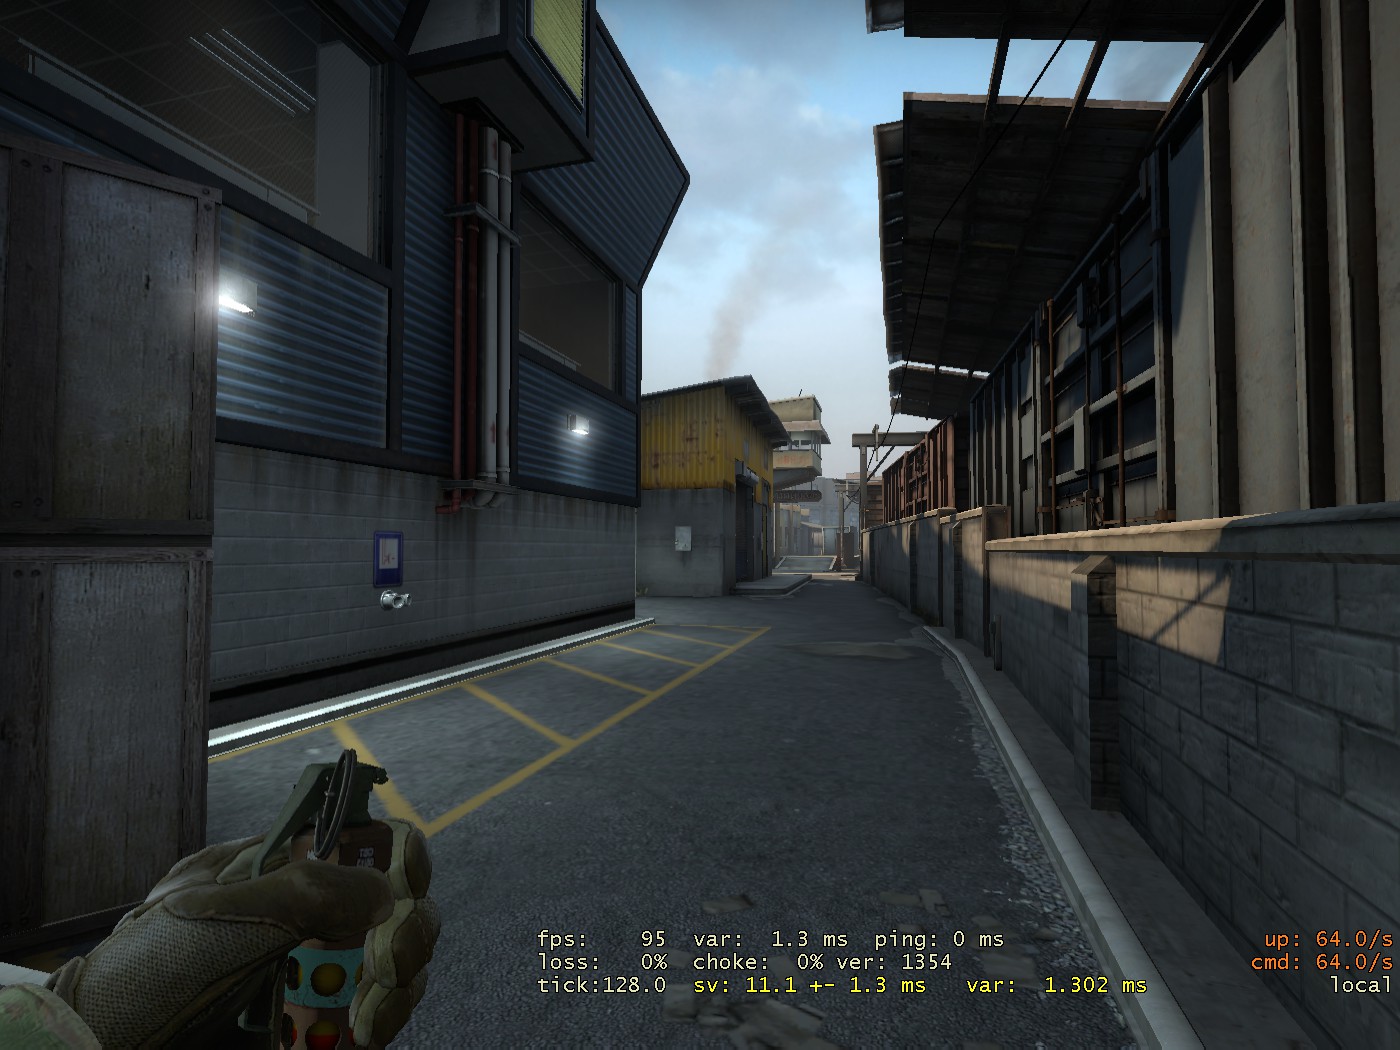 fps: 95 var: 1.3 ms ping: 0 ms
loss: 0% choke: 0% ver: 1354
tick:128.0 sv: 11.1 +- 1.3 ms var: 1.302 ms
up: 64.0/s
cmd: 64.0/s
local